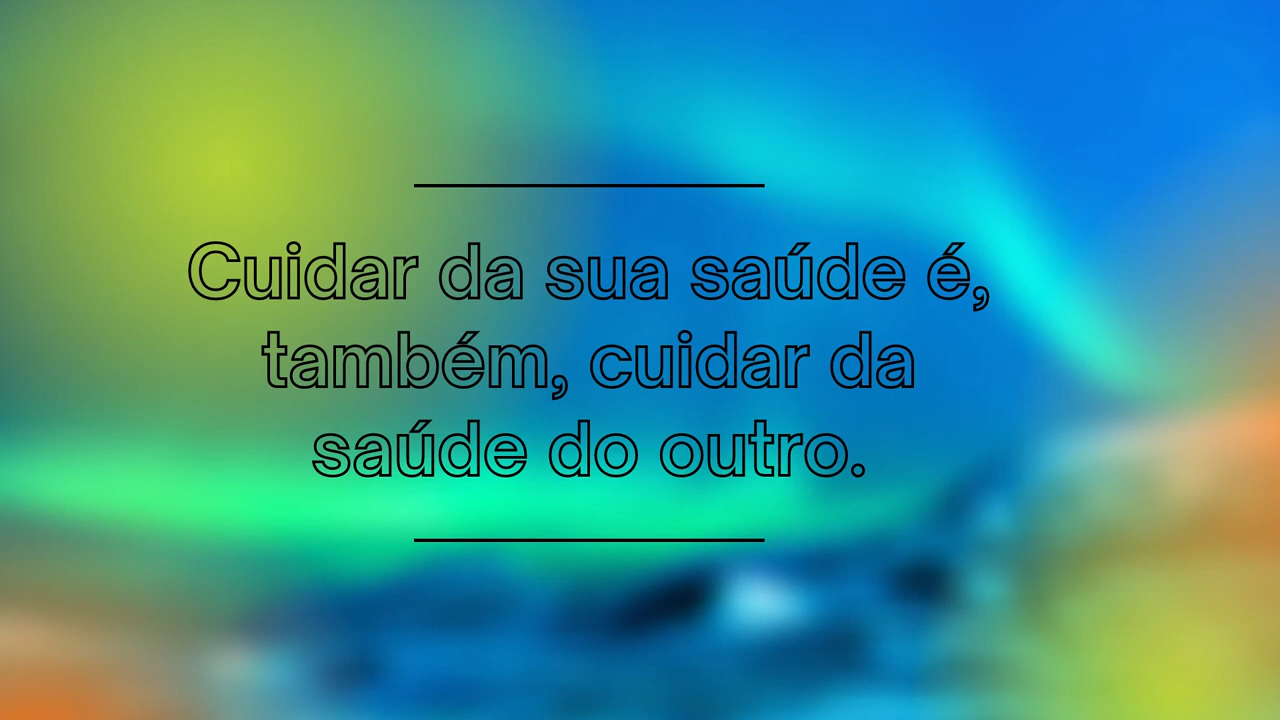 Cuidar da sua saúde é,
também, cuidar da
saúde do outro.